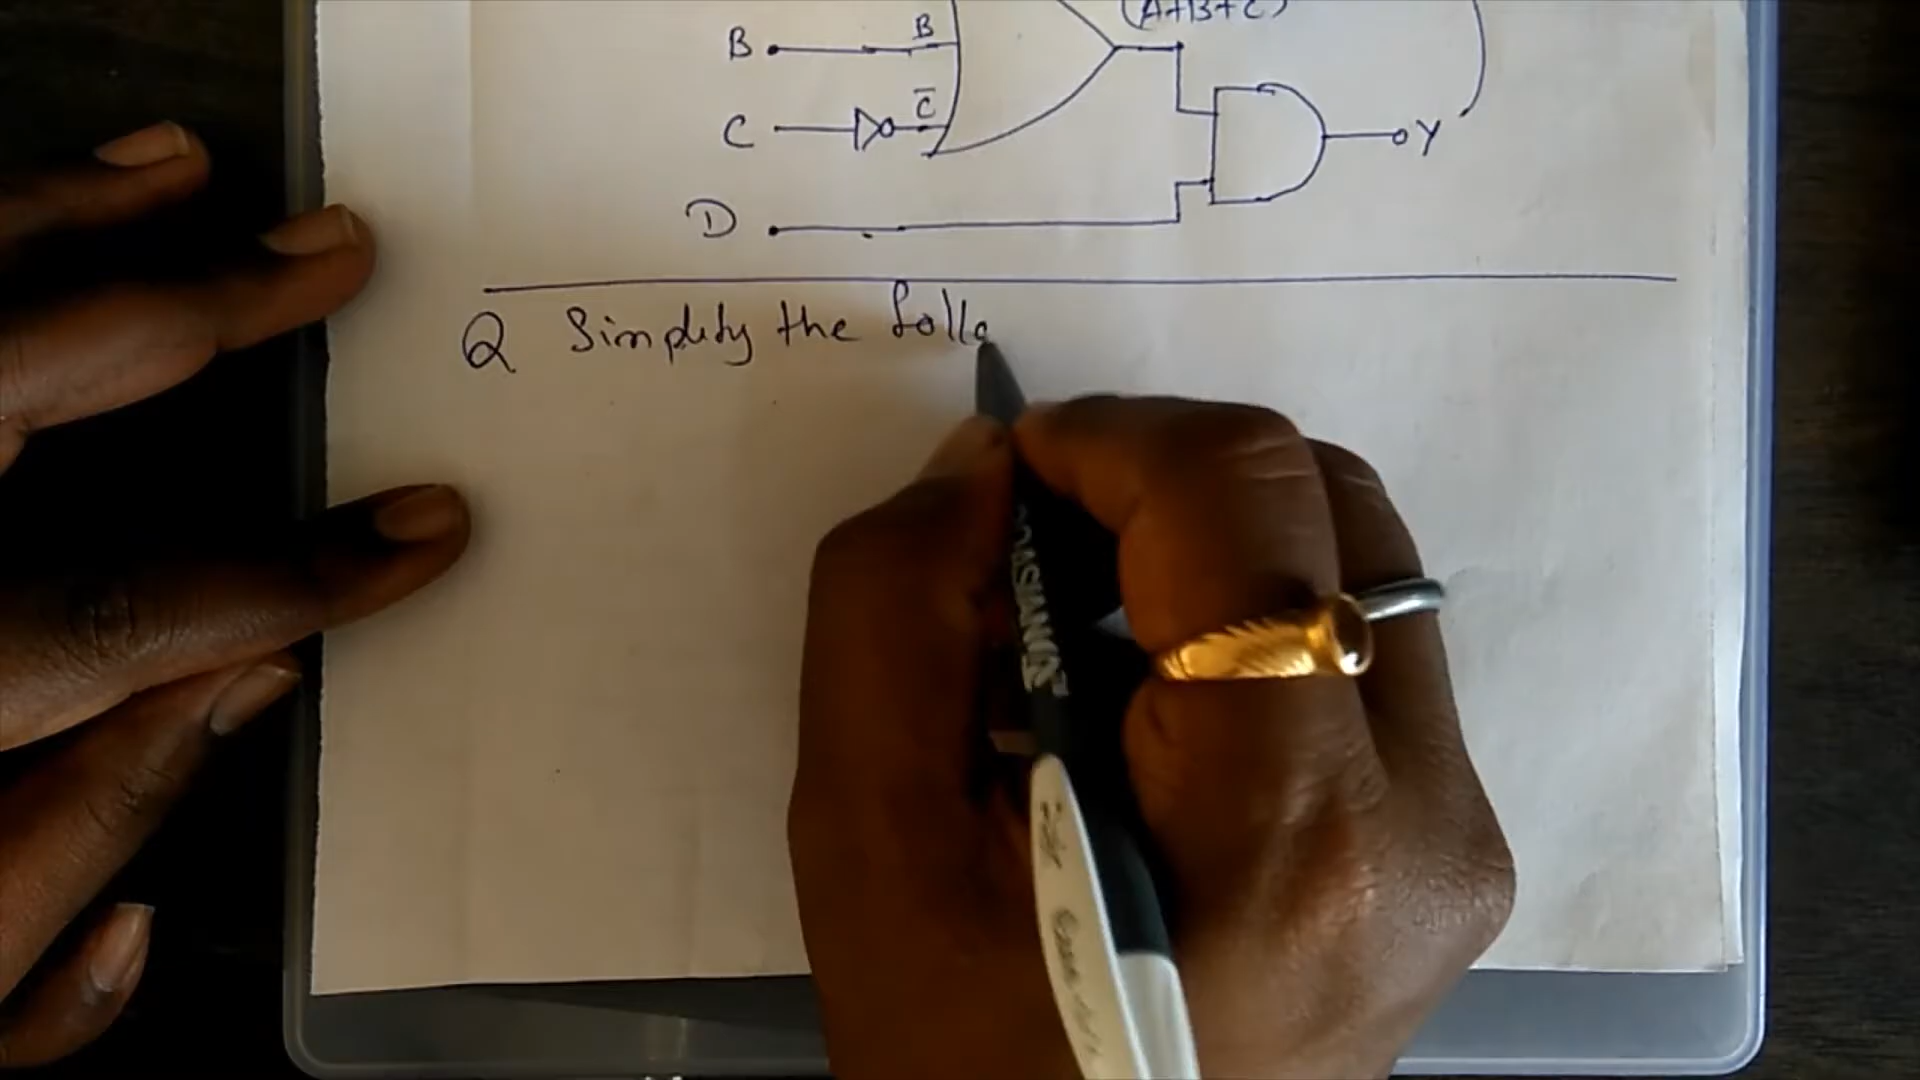 (A+B+C̅)
B B
C C̅
Y
D
Q Simplify the follo